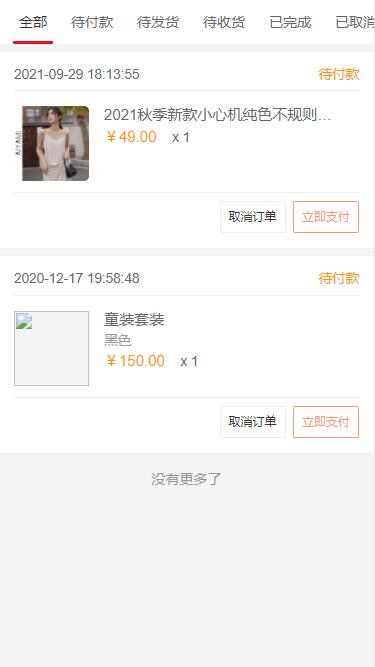 全部 待付款 待发货 待收货 已完成 已取消
2021-09-29 18:13:55 待付款
2021秋季新款小心机纯色不规则…
￥49.00 x 1
取消订单 立即支付
2020-12-17 19:58:48 待付款
童装套装
黑色
￥150.00 x 1
取消订单 立即支付
没有更多了